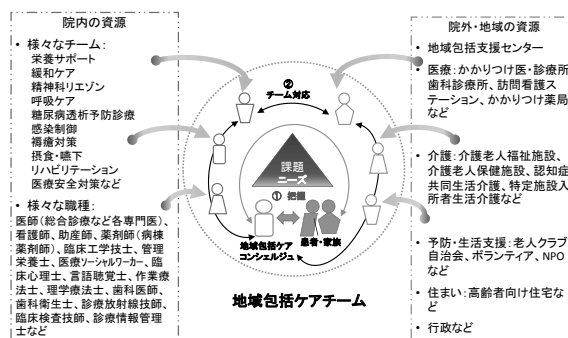 院内の資源
• 様々なチーム：
栄養サポート
緩和ケア
精神科リエゾン
呼吸ケア
糖尿病透析予防診療
感染制御
褥瘡対策
摂食・嚥下
リハビリテーション
医療安全対策など
• 様々な職種：
医師(総合診療など各専門医)、
看護師、助産師、薬剤師(病棟
薬剤師)、臨床工学技士、管理
栄養士、医療ソーシャルワーカー、臨
床心理士、言語聴覚士、作業療
法士、理学療法士、歯科医師、
歯科衛生士、診療放射線技師、
臨床検査技師、診療情報管理
士など
②
チーム対応
課題
ニーズ
① 把握
地域包括ケア
コンシェルジュ
患者・家族
地域包括ケアチーム
院外・地域の資源
• 地域包括支援センター
• 医療：かかりつけ医・診療所
歯科診療所、訪問看護ス
テーション、かかりつけ薬局
など
• 介護：介護老人福祉施設、
介護老人保健施設、認知症
共同生活介護、特定施設入
所者生活介護など
• 予防・生活支援：老人クラブ
自治会、ボランティア、NPO
など
• 住まい：高齢者向け住宅な
ど
• 行政など